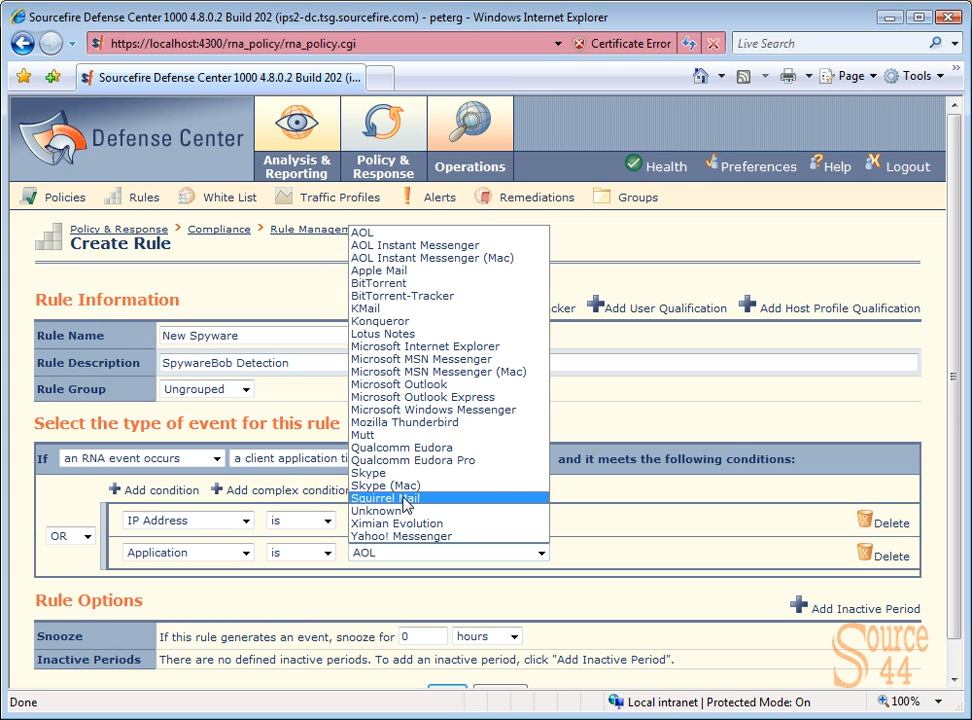 Sourcefire Defense Center 1000 4.8.0.2 Build 202 (ips2-dc.tsg.sourcefire.com) - peterg - Windows Internet Explorer
https://localhost:4300/rna_policy/rna_policy.cgi
Certificate Error
Live Search
Sourcefire Defense Center 1000 4.8.0.2 Build 202 (i...
Page
Tools
Defense Center
Analysis & Reporting
Policy & Response
Operations
Health
Preferences
Help
Logout
Policies
Rules
White List
Traffic Profiles
Alerts
Remediations
Groups
Policy & Response > Compliance > Rule Managem
Create Rule
Rule Information
Add User Qualification
Add Host Profile Qualification
Rule Name
New Spyware
Rule Description
SpywareBob Detection
Rule Group
Ungrouped
Select the type of event for this rule
If
an RNA event occurs
a client application ti
and it meets the following conditions:
Add condition
Add complex condition
OR
IP Address
is
Delete
Application
is
AOL
Delete
AOL
AOL Instant Messenger
AOL Instant Messenger (Mac)
Apple Mail
BitTorrent
BitTorrent-Tracker
KMail
Konqueror
Lotus Notes
Microsoft Internet Explorer
Microsoft MSN Messenger
Microsoft MSN Messenger (Mac)
Microsoft Outlook
Microsoft Outlook Express
Microsoft Windows Messenger
Mozilla Thunderbird
Mutt
Qualcomm Eudora
Qualcomm Eudora Pro
Skype
Skype (Mac)
Squirrel Mail
Unknown
Ximian Evolution
Yahoo! Messenger
Rule Options
Add Inactive Period
Snooze
If this rule generates an event, snooze for 0 hours
Inactive Periods
There are no defined inactive periods. To add an inactive period, click "Add Inactive Period".
Source
44
Done
Local intranet | Protected Mode: On
100%